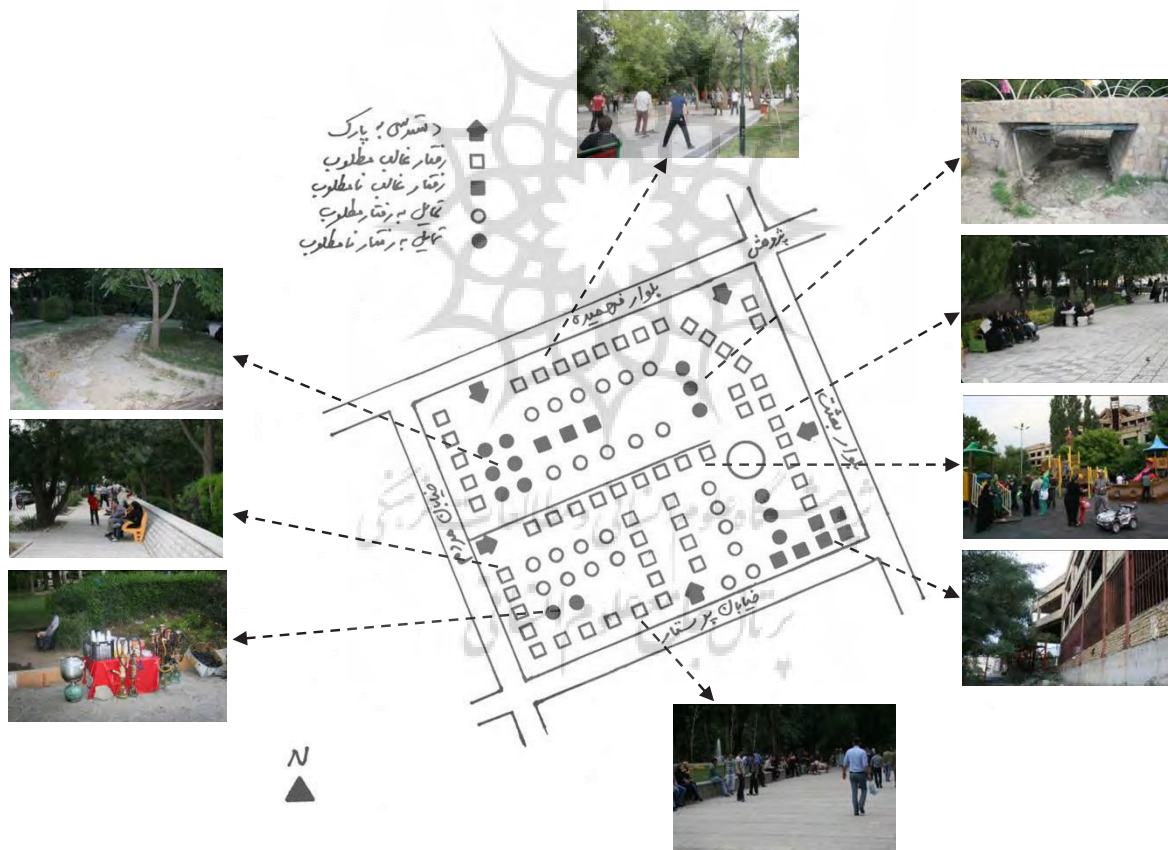 دسترسی به پارک
رفتار غالب مطلوب
رفتار غالب نامطلوب
تمایل به رفتار مطلوب
تمایل به رفتار نامطلوب
پژوهش
بلوار فهمیده
بلوار بعثت
خیابان پرستار
N